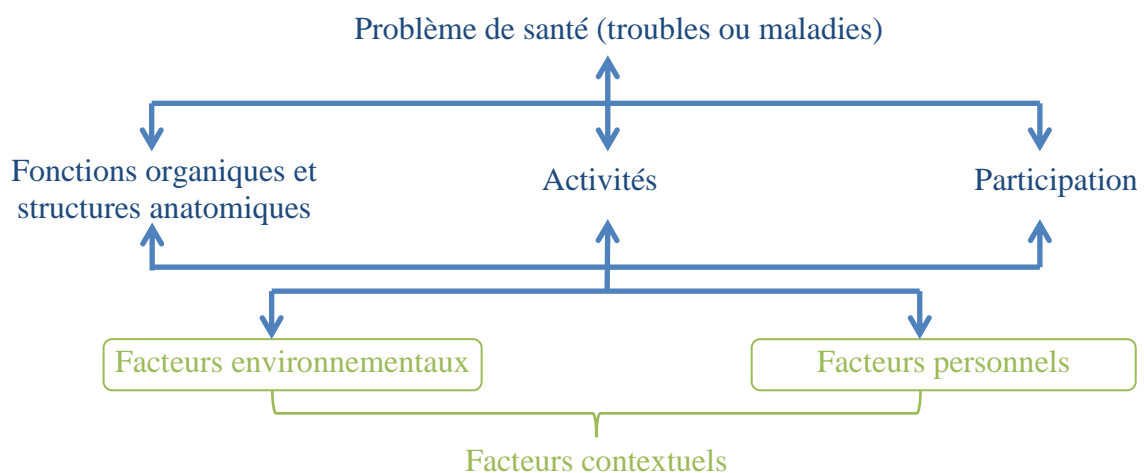 Problème de santé (troubles ou maladies)
Fonctions organiques et
structures anatomiques
Activités
Participation
Facteurs environnementaux
Facteurs personnels
Facteurs contextuels